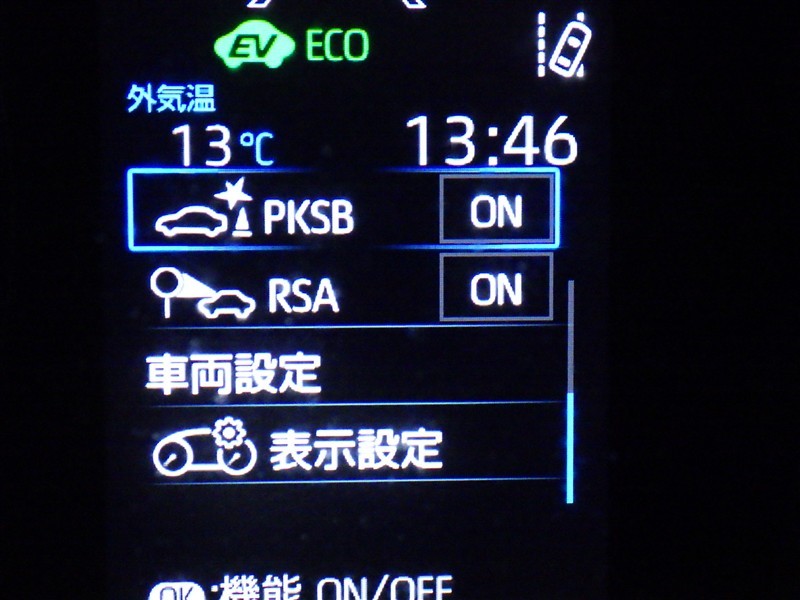 EV ECO
外気温
13℃ 13:46
PKSB ON
RSA ON
車両設定
表示設定
OK:機能 ON/OFF